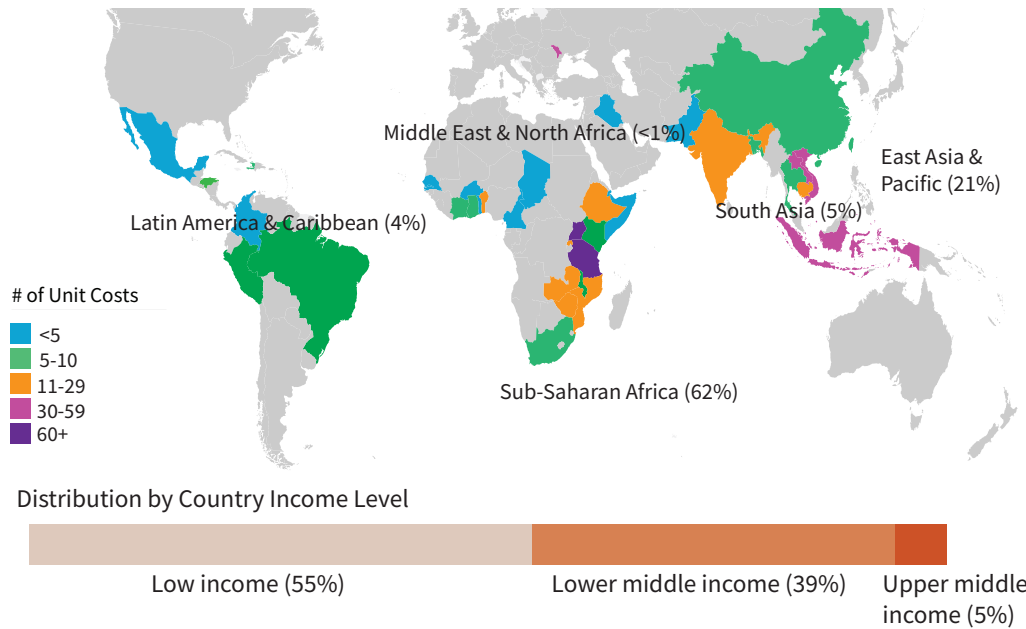 Middle East & North Africa (<1%)
East Asia &
Pacific (21%)
South Asia (5%)
Latin America & Caribbean (4%)
# of Unit Costs
<5
5-10
11-29
30-59
60+
Sub-Saharan Africa (62%)
Distribution by Country Income Level
Low income (55%)
Lower middle income (39%)
Upper middle
income (5%)